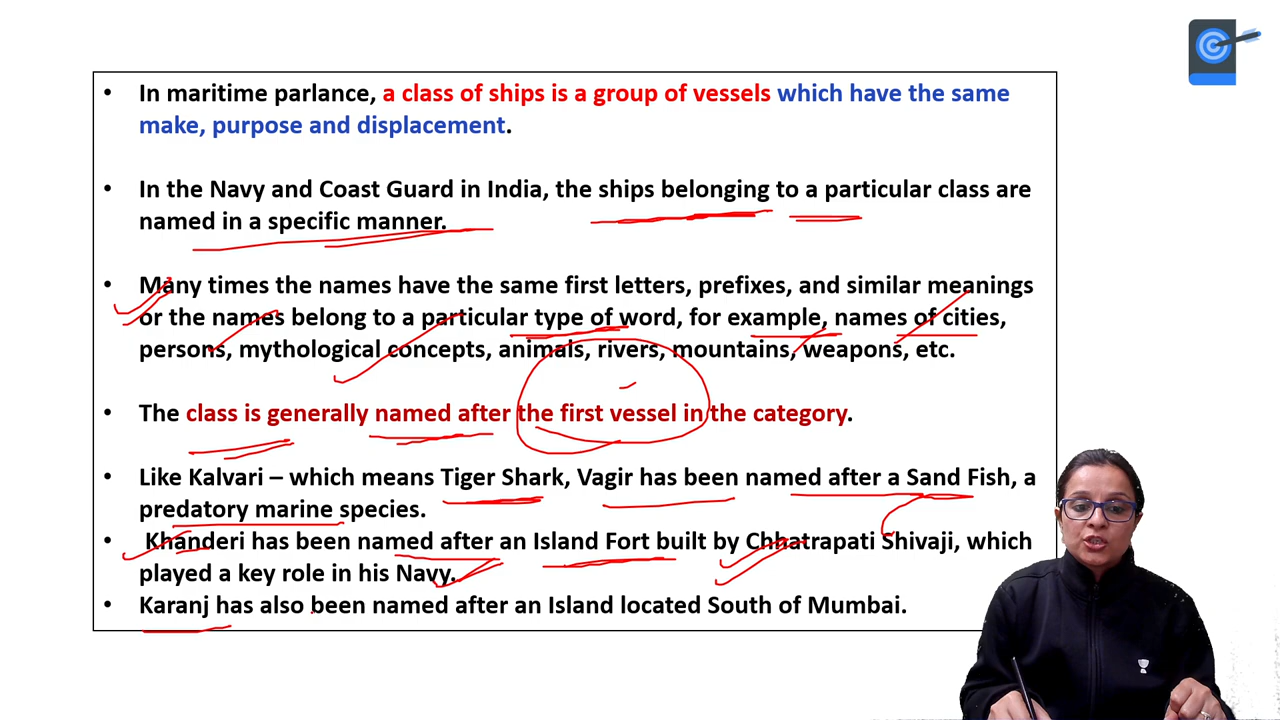 • In maritime parlance, a class of ships is a group of vessels which have the same
make, purpose and displacement.
• In the Navy and Coast Guard in India, the ships belonging to a particular class are
named in a specific manner.
• Many times the names have the same first letters, prefixes, and similar meanings
or the names belong to a particular type of word, for example, names of cities,
persons, mythological concepts, animals, rivers, mountains, weapons, etc.
• The class is generally named after the first vessel in the category.
• Like Kalvari – which means Tiger Shark, Vagir has been named after a Sand Fish, a
predatory marine species.
• Khanderi has been named after an Island Fort built by Chhatrapati Shivaji, which
played a key role in his Navy.
• Karanj has also been named after an Island located South of Mumbai.